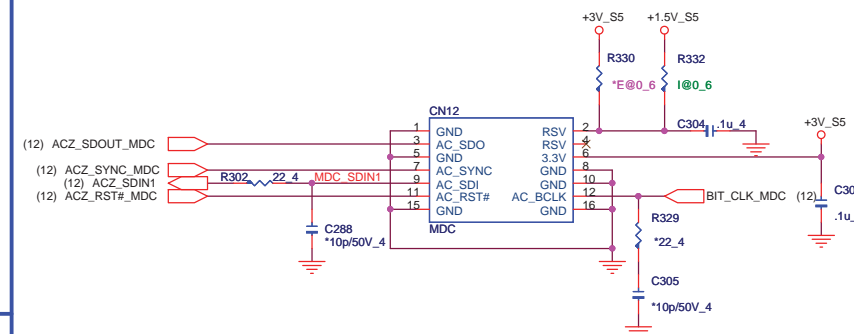 +3V_S5 +1.5V_S5
R330 R332
*E@0_6 I@0_6
CN12
C304 .1u_4
+3V_S5
1 GND RSV 2
(12) ACZ_SDOUT_MDC 3 AC_SDO RSV 4
5 GND 3.3V 6
(12) ACZ_SYNC_MDC 7 AC_SYNC GND 8
(12) ACZ_SDIN1 R302 22_4 MDC_SDIN1 9 AC_SDI GND 10
(12) ACZ_RST#_MDC 11 AC_RST# AC_BCLK 12 BIT_CLK_MDC (12)
15 GND GND 16
MDC
C30
.1u_
C288
*10p/50V_4
R329
*22_4
C305
*10p/50V_4